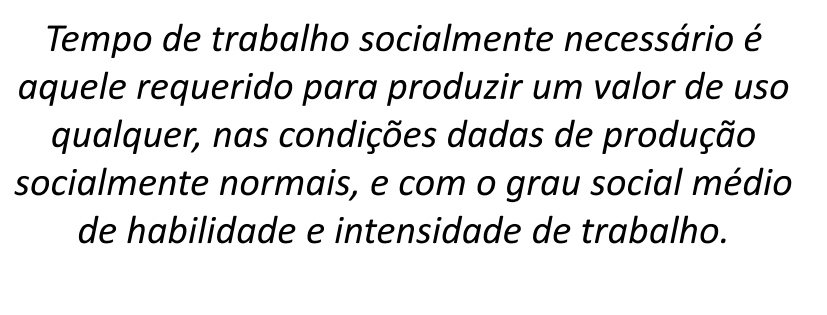 Tempo de trabalho socialmente necessário é
aquele requerido para produzir um valor de uso
qualquer, nas condições dadas de produção
socialmente normais, e com o grau social médio
de habilidade e intensidade de trabalho.